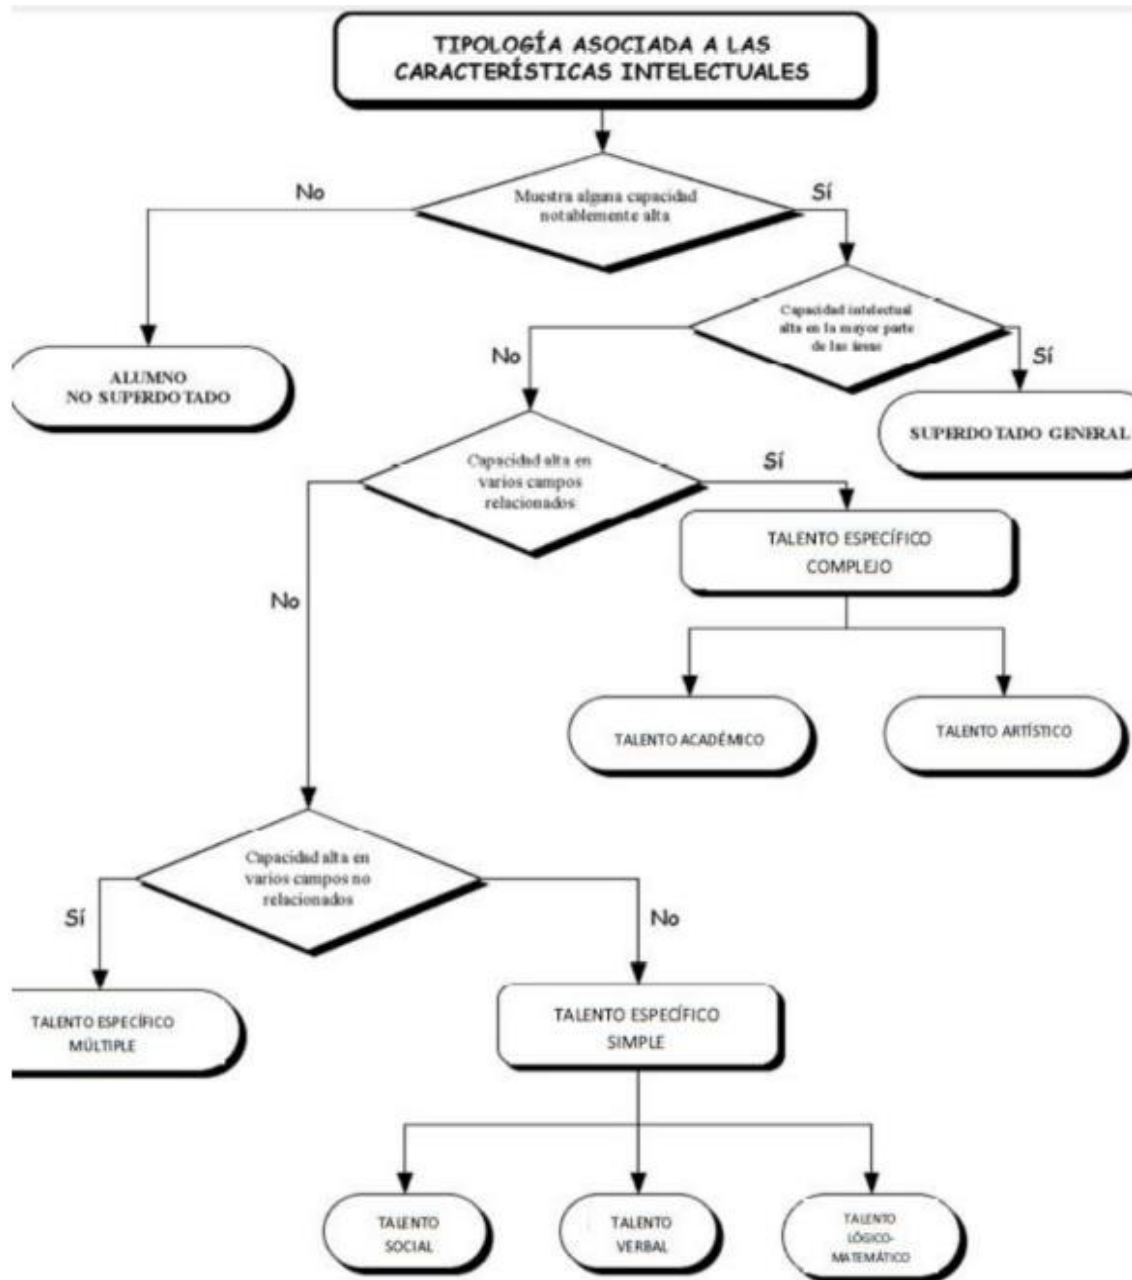 TIPOLOGÍA ASOCIADA A LAS
CARACTERÍSTICAS INTELECTUALES
No
Muestra alguna capacidad
notablemente alta
Sí
Capacidad intelectual
alta en la mayor parte
de las áreas
No
Sí
ALUMNO
NO SUPERDOTADO
SUPERDOTADO GENERAL
Capacidad alta en
varios campos
relacionados
Sí
TALENTO ESPECÍFICO
COMPLEJO
No
TALENTO ACADÉMICO
TALENTO ARTÍSTICO
Capacidad alta en
varios campos no
relacionados
Sí
No
TALENTO ESPECÍFICO
MÚLTIPLE
TALENTO ESPECÍFICO
SIMPLE
TALENTO
SOCIAL
TALENTO
VERBAL
TALENTO
LÓGICO-
MATEMÁTICO